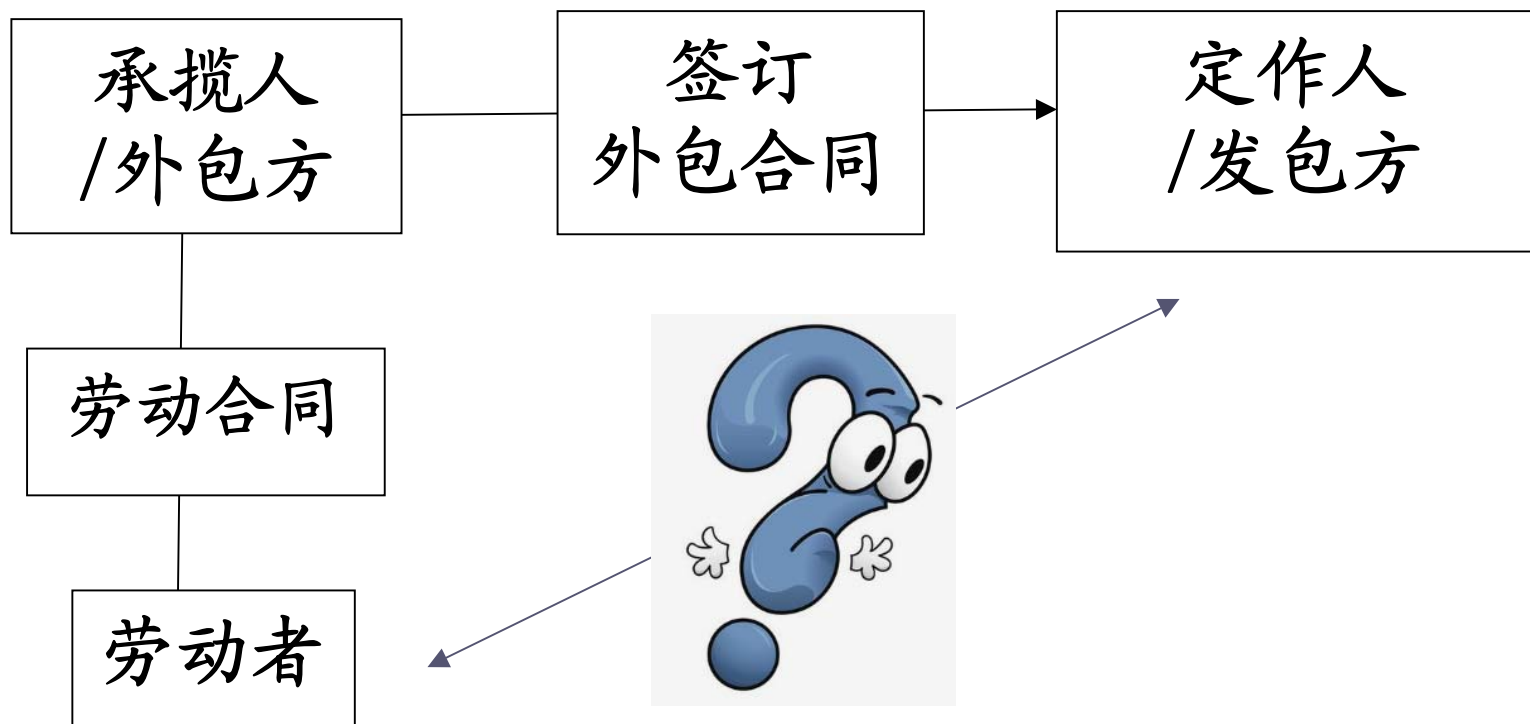 承揽人
/外包方
签订
外包合同
定作人
/发包方
劳动合同
劳动者